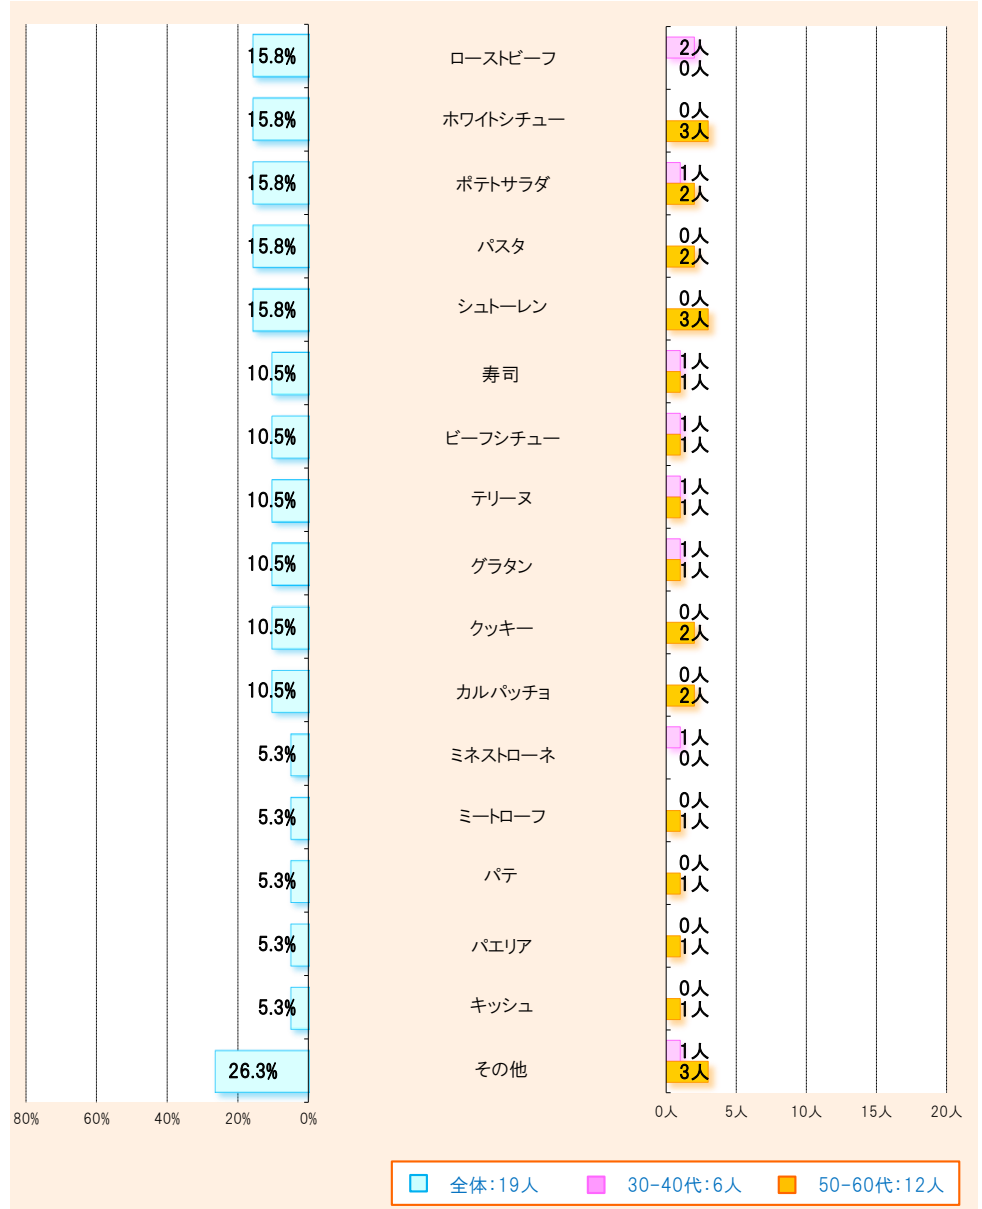 15.8% ローストビーフ 2人 0人
15.8% ホワイトシチュー 0人 3人
15.8% ポテトサラダ 1人 2人
15.8% パスタ 0人 2人
15.8% シュトーレン 0人 3人
10.5% 寿司 1人 1人
10.5% ビーフシチュー 1人 1人
10.5% テリーヌ 1人 1人
10.5% グラタン 1人 1人
10.5% クッキー 0人 2人
10.5% カルパッチョ 0人 2人
5.3% ミネストローネ 1人 0人
5.3% ミートローフ 0人 1人
5.3% パテ 0人 1人
5.3% パエリア 0人 1人
5.3% キッシュ 0人 1人
26.3% その他 1人 3人
80% 60% 40% 20% 0% 0人 5人 10人 15人 20人
全体:19人 30-40代:6人 50-60代:12人